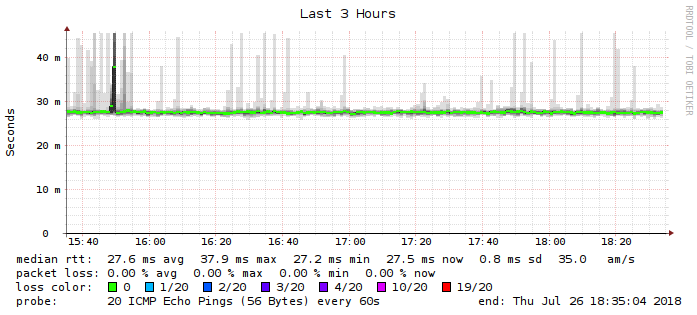 Last 3 Hours
RRDTOOL / TOBI OETIKER
Seconds
40 m
30 m
20 m
10 m
0
15:40 16:00 16:20 16:40 17:00 17:20 17:40 18:00 18:20
median rtt: 27.6 ms avg 37.9 ms max 27.2 ms min 27.5 ms now 0.8 ms sd 35.0 am/s
packet loss: 0.00 % avg 0.00 % max 0.00 % min 0.00 % now
loss color: 0 1/20 2/20 3/20 4/20 10/20 19/20
probe: 20 ICMP Echo Pings (56 Bytes) every 60s end: Thu Jul 26 18:35:04 2018